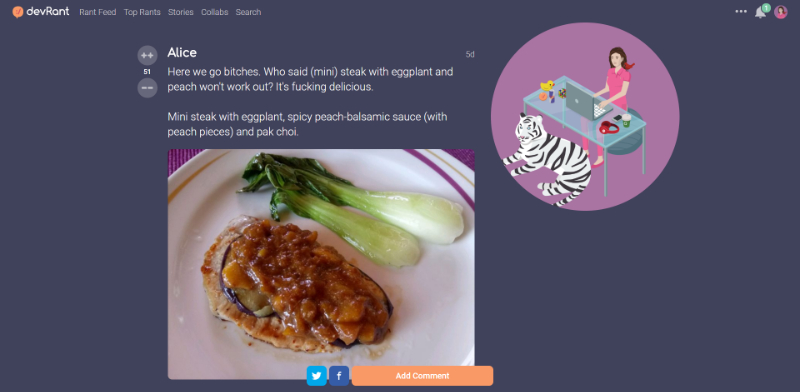 devRant Rant Feed Top Rants Stories Collabs Search
1
++
51
--
Alice
5d
Here we go bitches. Who said (mini) steak with eggplant and
peach won't work out? It's fucking delicious.
Mini steak with eggplant, spicy peach-balsamic sauce (with
peach pieces) and pak choi.
Add Comment